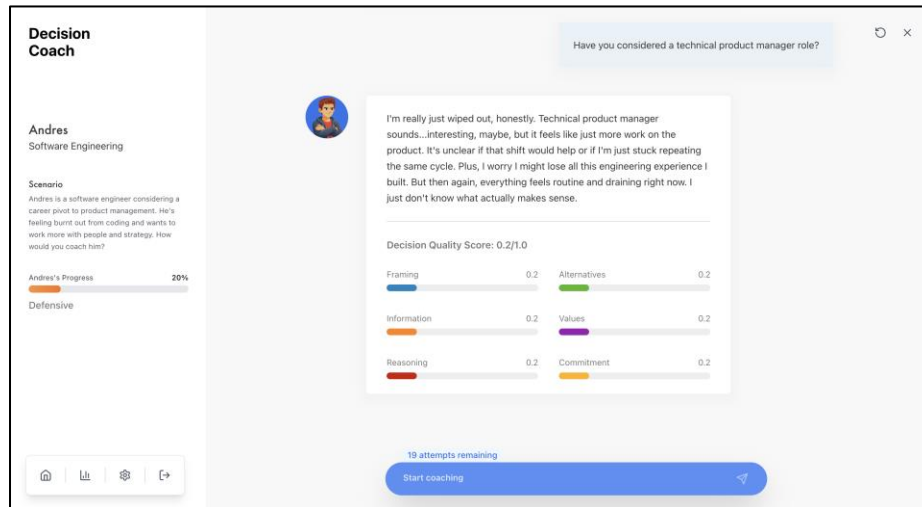 Decision
Coach
Andres
Software Engineering
Scenario
Andres is a software engineer considering a
career pivot to product management. He's
feeling burnt out from coding and wants to
work more with people and strategy. How
would you coach him?
Andres's Progress 20%
Defensive
Have you considered a technical product manager role?
I'm really just wiped out, honestly. Technical product manager
sounds...interesting, maybe, but it feels like just more work on the
product. It's unclear if that shift would help or if I'm just stuck repeating
the same cycle. Plus, I worry I might lose all this engineering experience I
built. But then again, everything feels routine and draining right now. I
just don't know what actually makes sense.
Decision Quality Score: 0.2/1.0
Framing 0.2 Alternatives 0.2
Information 0.2 Values 0.2
Reasoning 0.2 Commitment 0.2
19 attempts remaining
Start coaching